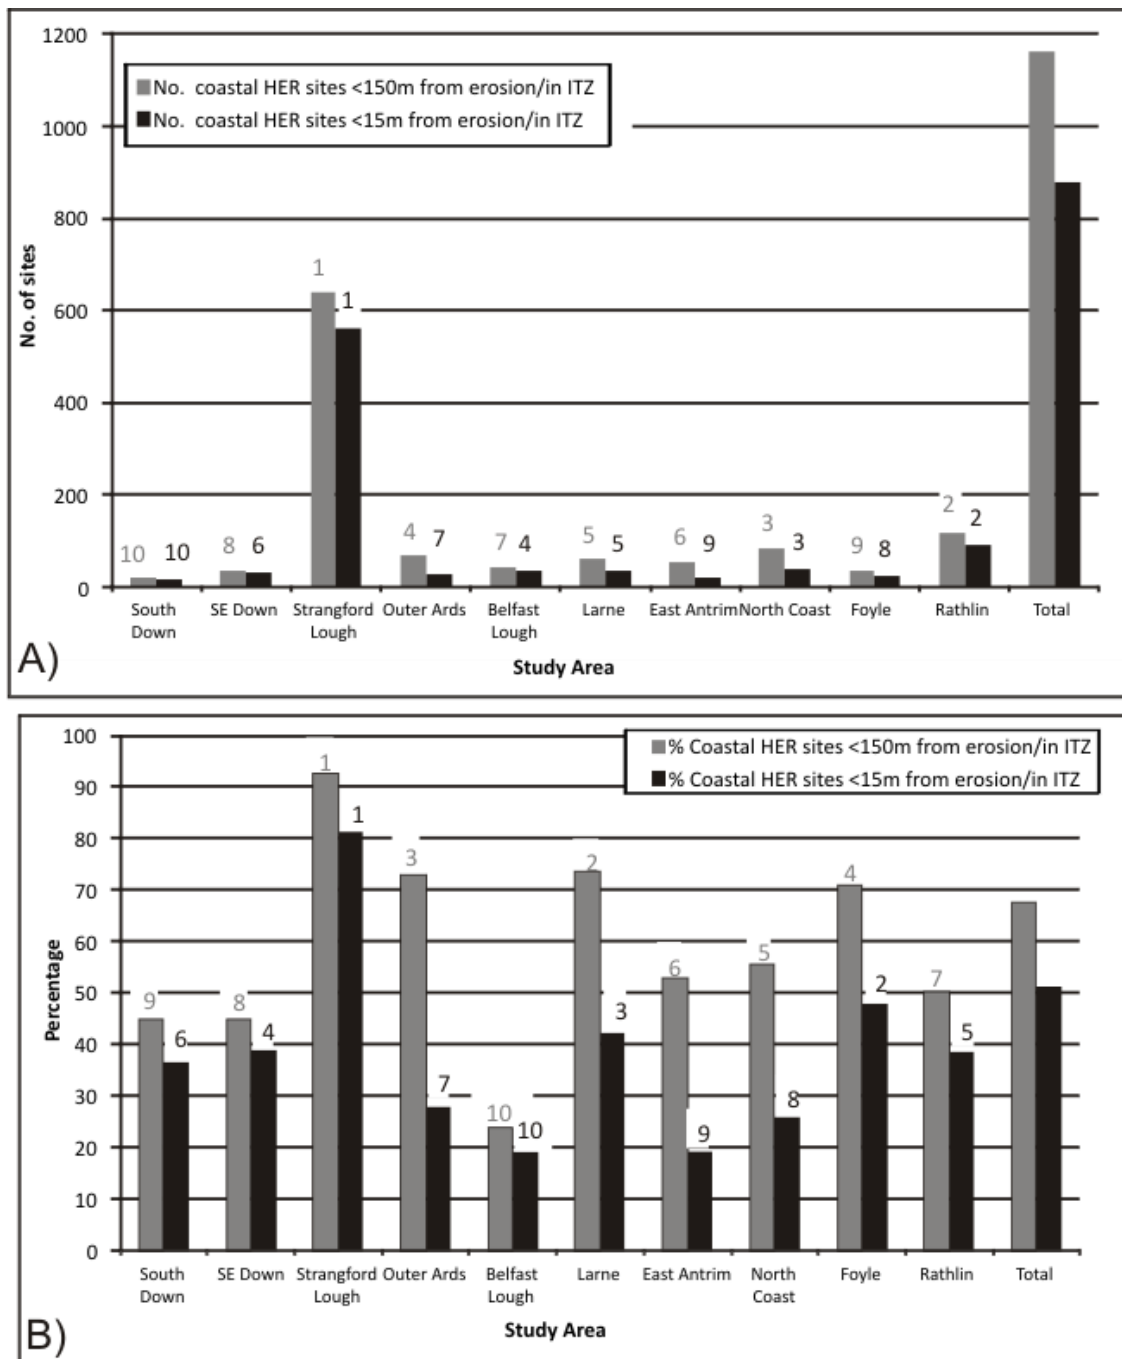 1200
No. coastal HER sites <150m from erosion/in ITZ
No. coastal HER sites <15m from erosion/in ITZ
1000
800
600
400
200
0
No. of sites
10 10 8 6 1 1 4 7 7 4 5 5 6 9 3 3 9 8 2 2
South Down
SE Down
Strangford Lough
Outer Ards
Belfast Lough
Larne
East Antrim
North Coast
Foyle
Rathlin
Total
Study Area
A)
% Coastal HER sites <150m from erosion/in ITZ
% Coastal HER sites <15m from erosion/in ITZ
100
90
80
70
60
50
40
30
20
10
0
Percentage
9 6 8 4 1 1 3 7 10 10 2 3 6 9 5 8 4 2 7 5
South Down
SE Down
Strangford Lough
Outer Ards
Belfast Lough
Larne
East Antrim
North Coast
Foyle
Rathlin
Total
Study Area
B)